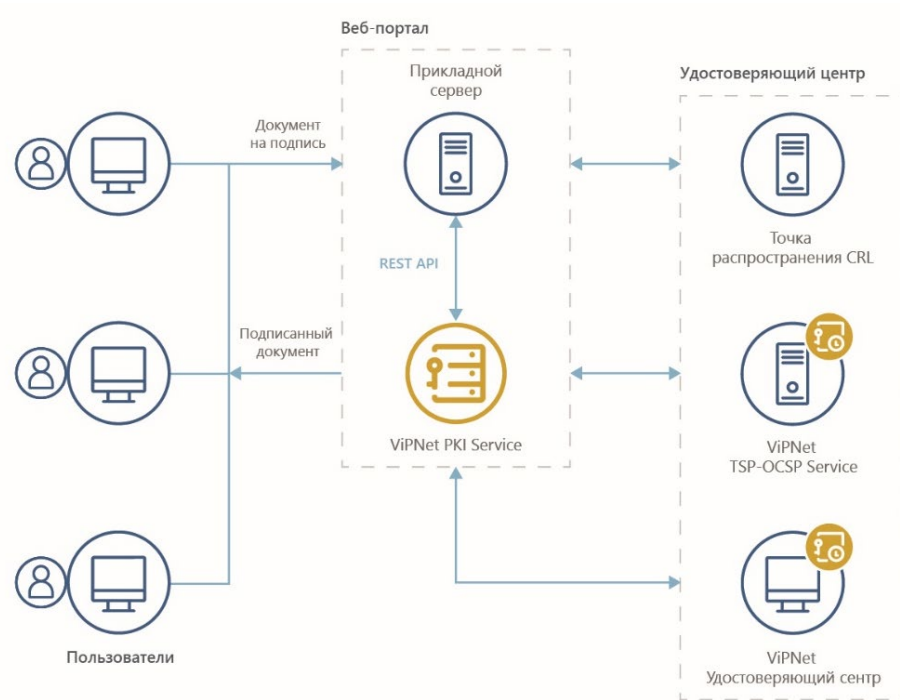 Веб-портал
Прикладной
сервер
Удостоверяющий центр
Документ
на подпись
Точка
распространения CRL
REST API
Подписанный
документ
ViPNet PKI Service
ViPNet
TSP-OCSP Service
Пользователи
ViPNet
Удостоверяющий сентр